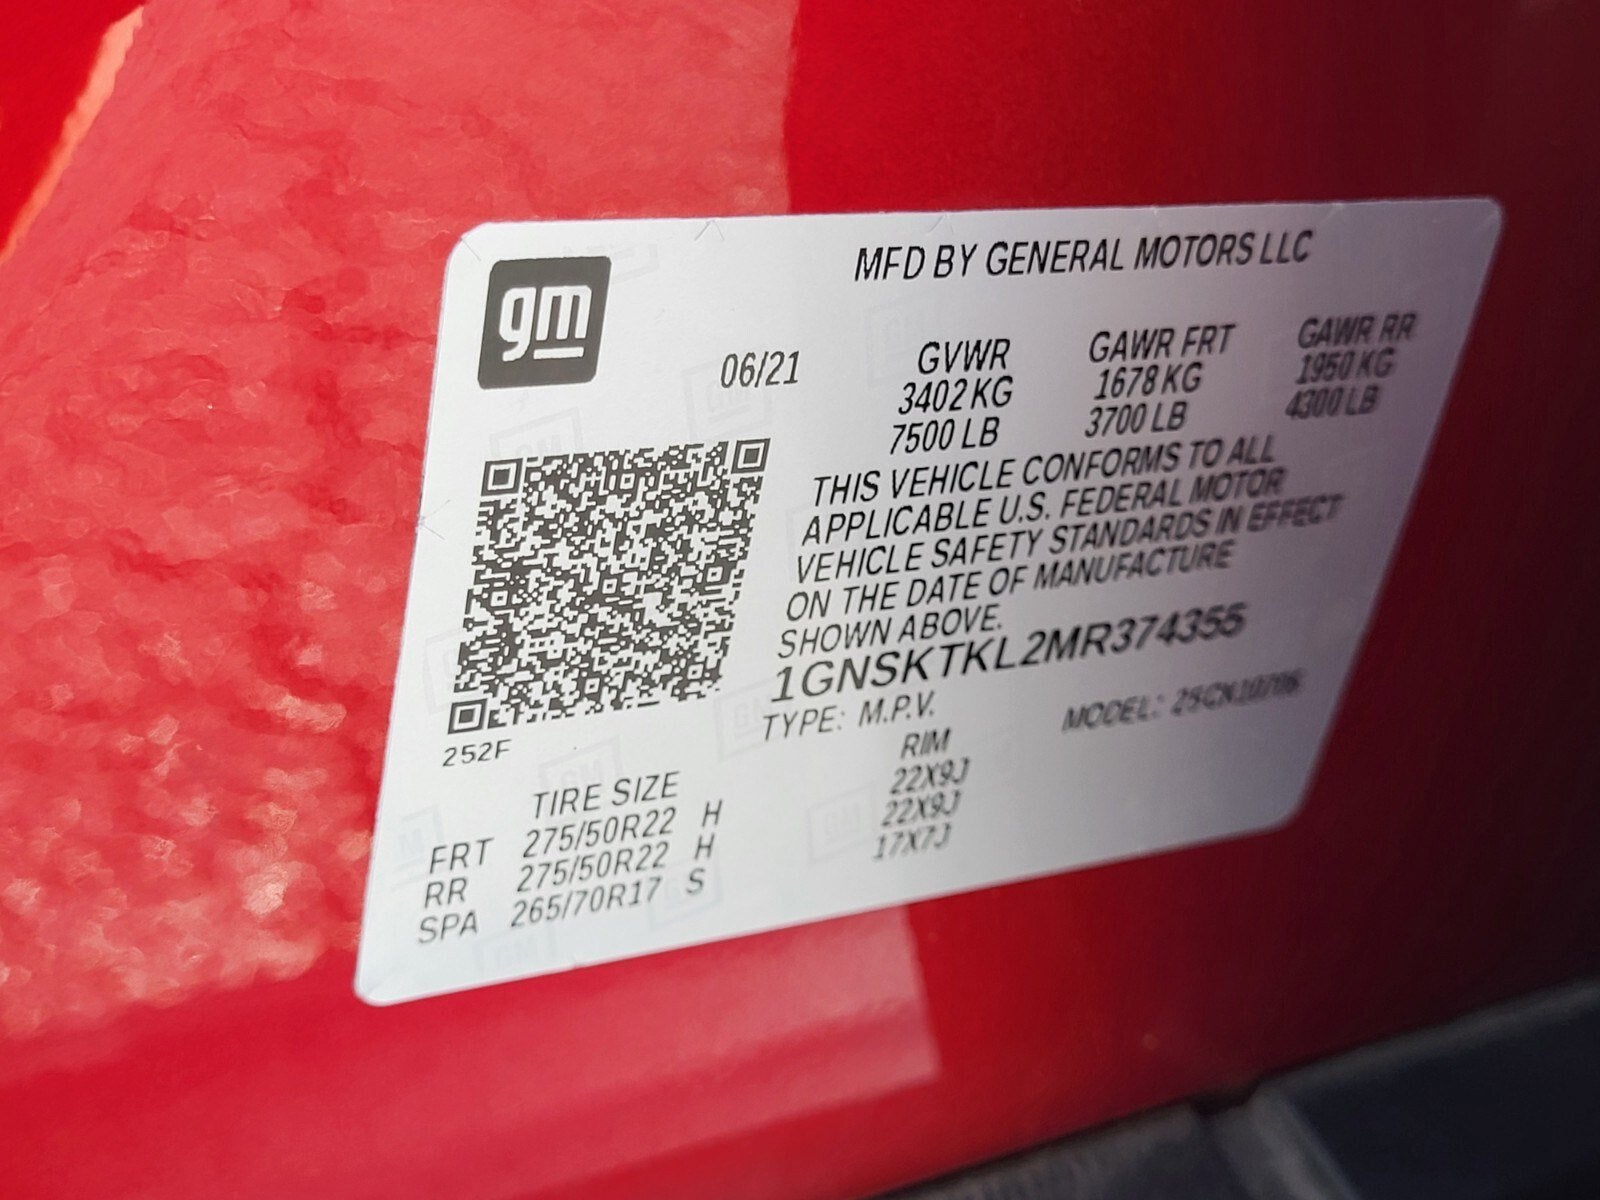 gm
MFD BY GENERAL MOTORS LLC
06/21
GVWR GAWR FRT GAWR RR
3402 KG 1678 KG 1950 KG
7500 LB 3700 LB 4300 LB
THIS VEHICLE CONFORMS TO ALL
APPLICABLE U.S. FEDERAL MOTOR
VEHICLE SAFETY STANDARDS IN EFFECT
ON THE DATE OF MANUFACTURE
SHOWN ABOVE.
1GNSKTKL2MR374355
TYPE: M.P.V. MODEL:
252F
TIRE SIZE RIM
FRT 275/50R22 H 22X9J
RR 275/50R22 H 22X9J
SPA 265/70R17 S 17X7J